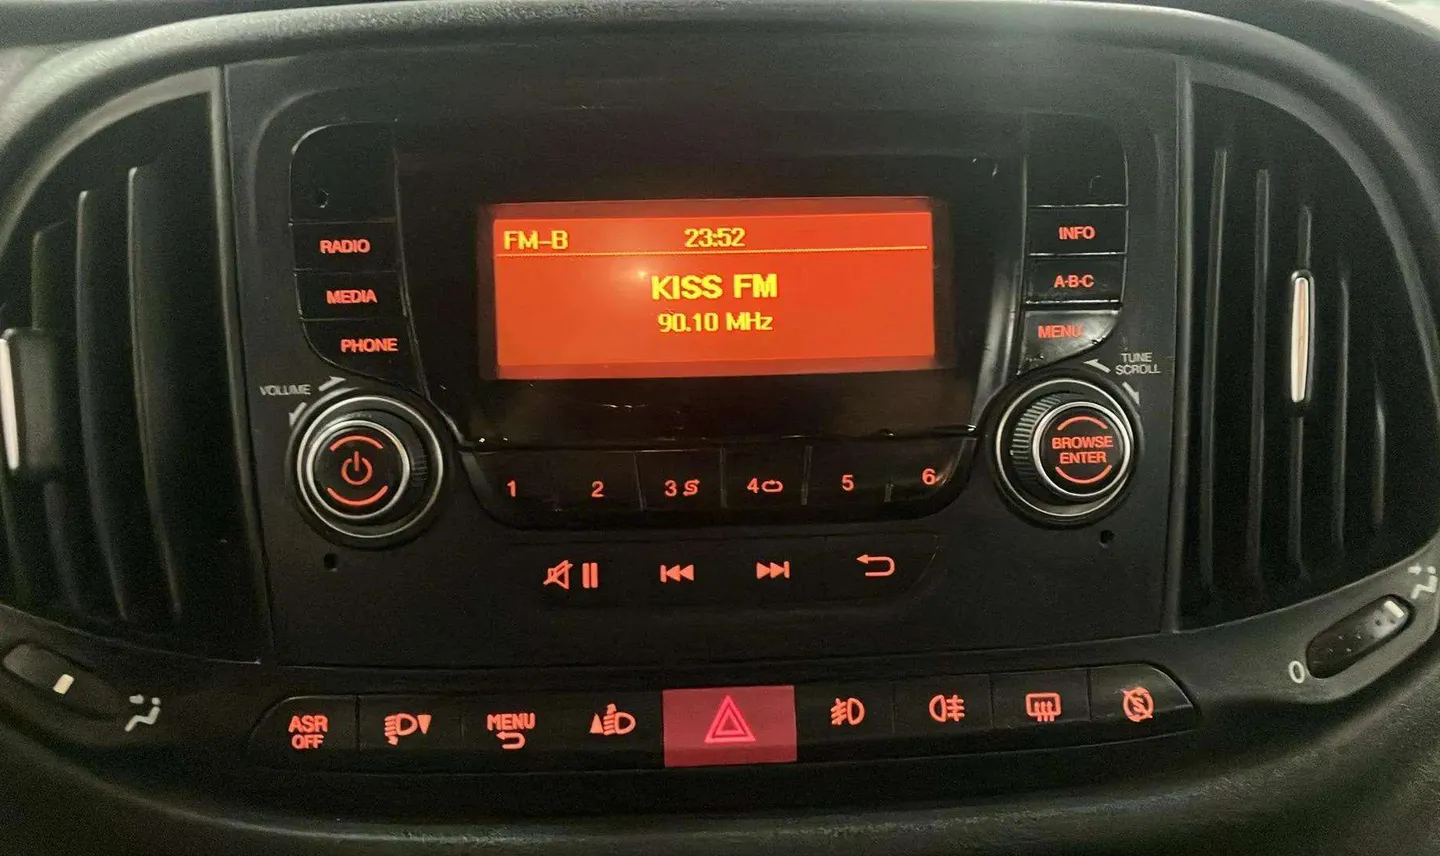 FM-B 23:52
KISS FM
90.10 MHz
RADIO
MEDIA
PHONE
VOLUME
INFO
A-B-C
MENU
TUNE
SCROLL
BROWSE
ENTER
1 2 3 4 5 6
0
ASR
OFF
MENU